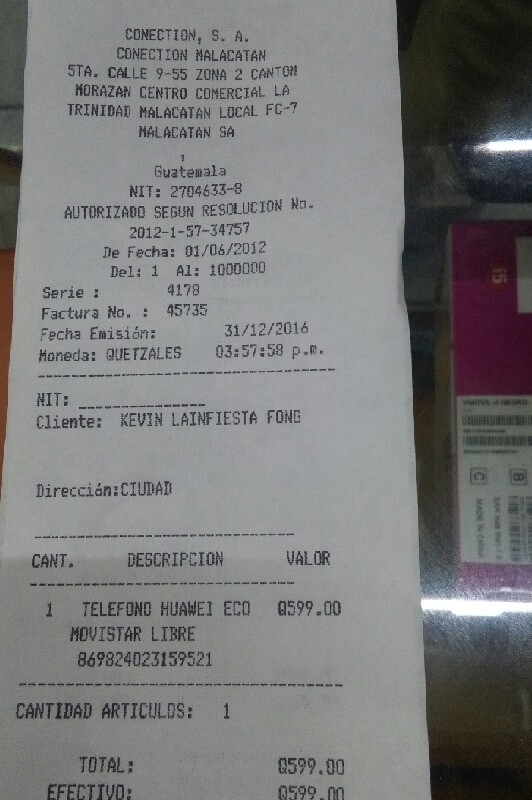 CONECTION, S. A.
CONECTION MALACATAN
5TA. CALLE 9-55 ZONA 2 CANTON
MORAZAN CENTRO COMERCIAL LA
TRINIDAD MALACATAN LOCAL FC-7
MALACATAN SA
,
Guatemala
NIT: 2704633-8
AUTORIZADO SEGUN RESOLUCION No.
2012-1-57-34757
De Fecha: 01/06/2012
Del: 1 Al: 1000000
Serie : 4178
Factura No. : 45735
Fecha Emisión: 31/12/2016
Moneda: QUETZALES 03:57:58 p.m.
NIT: ______________
Cliente: KEVIN LAINFIESTA FONG
Dirección:CIUDAD
CANT. DESCRIPCION VALOR
1 TELEFONO HUAWEI ECO Q599.00
MOVISTAR LIBRE
869824023159521
CANTIDAD ARTICULOS: 1
TOTAL: Q599.00
EFECTIVO: Q599.00
i5
NEGRO
MADE IN CHINA
C
B